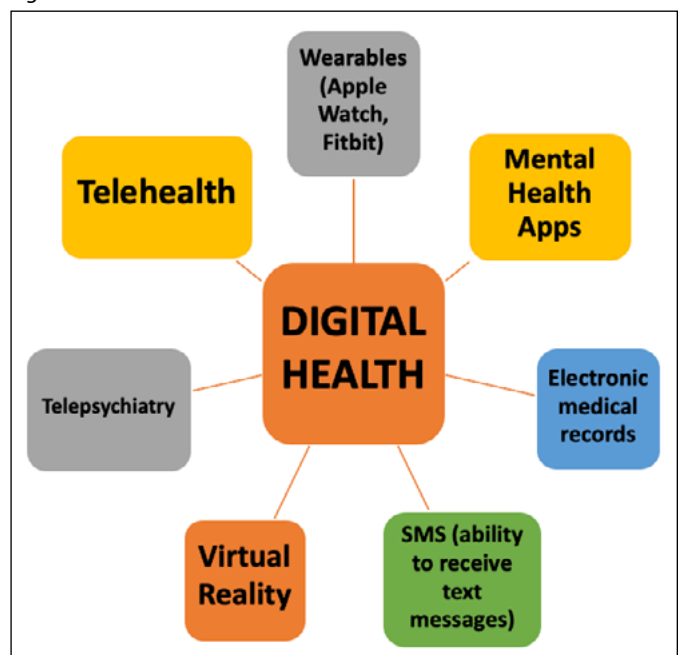 Wearables
(Apple
Watch,
Fitbit)
Telehealth
Mental
Health
Apps
DIGITAL
HEALTH
Telepsychiatry
Electronic
medical
records
Virtual
Reality
SMS (ability
to receive
text
messages)